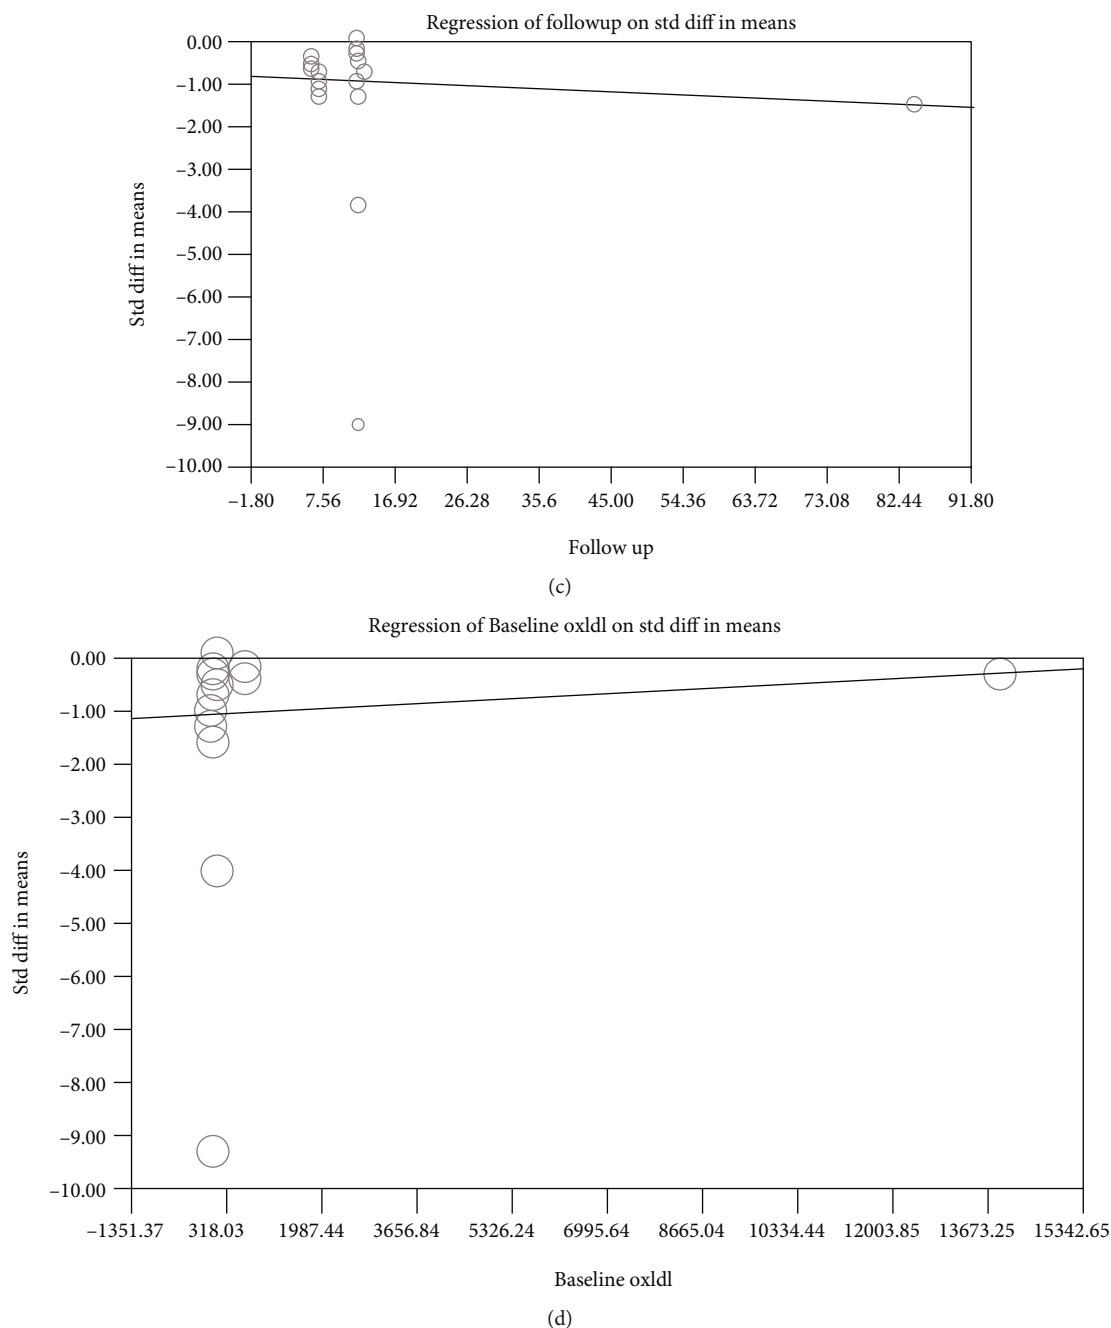 Regression of followup on std diff in means
0.00
–1.00
–2.00
–3.00
–4.00
–5.00
–6.00
–7.00
–8.00
–9.00
–10.00
Std diff in means
–1.80 7.56 16.92 26.28 35.6 45.00 54.36 63.72 73.08 82.44 91.80
Follow up
(c)
Regression of Baseline oxldl on std diff in means
0.00
–1.00
–2.00
–3.00
–4.00
–5.00
–6.00
–7.00
–8.00
–9.00
–10.00
Std diff in means
–1351.37 318.03 1987.44 3656.84 5326.24 6995.64 8665.04 10334.44 12003.85 13673.25 15342.65
Baseline oxldl
(d)